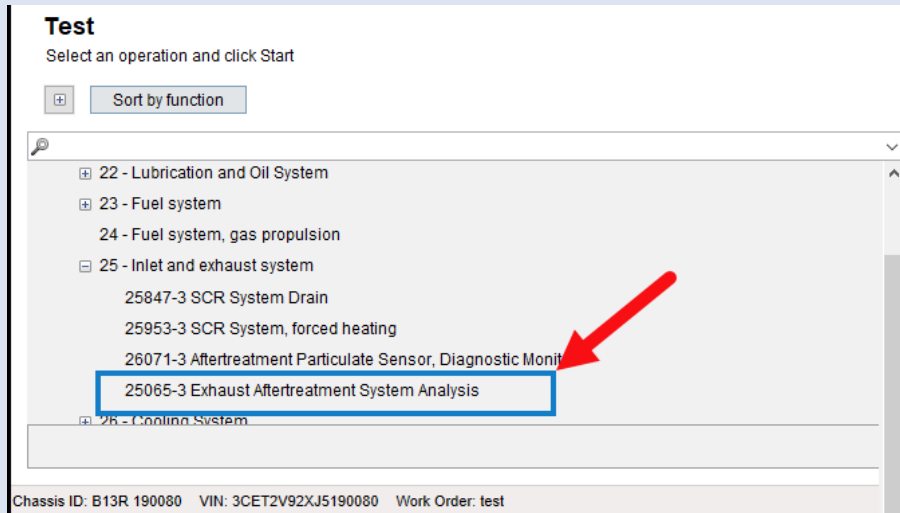 Test
Select an operation and click Start
Sort by function
22 - Lubrication and Oil System
23 - Fuel system
24 - Fuel system, gas propulsion
25 - Inlet and exhaust system
25847-3 SCR System Drain
25953-3 SCR System, forced heating
26071-3 Aftertreatment Particulate Sensor, Diagnostic
25065-3 Exhaust Aftertreatment System Analysis
26 - Cooling System
Chassis ID: B13R 190080 VIN: 3CET2V92XJ5190080 Work Order: test